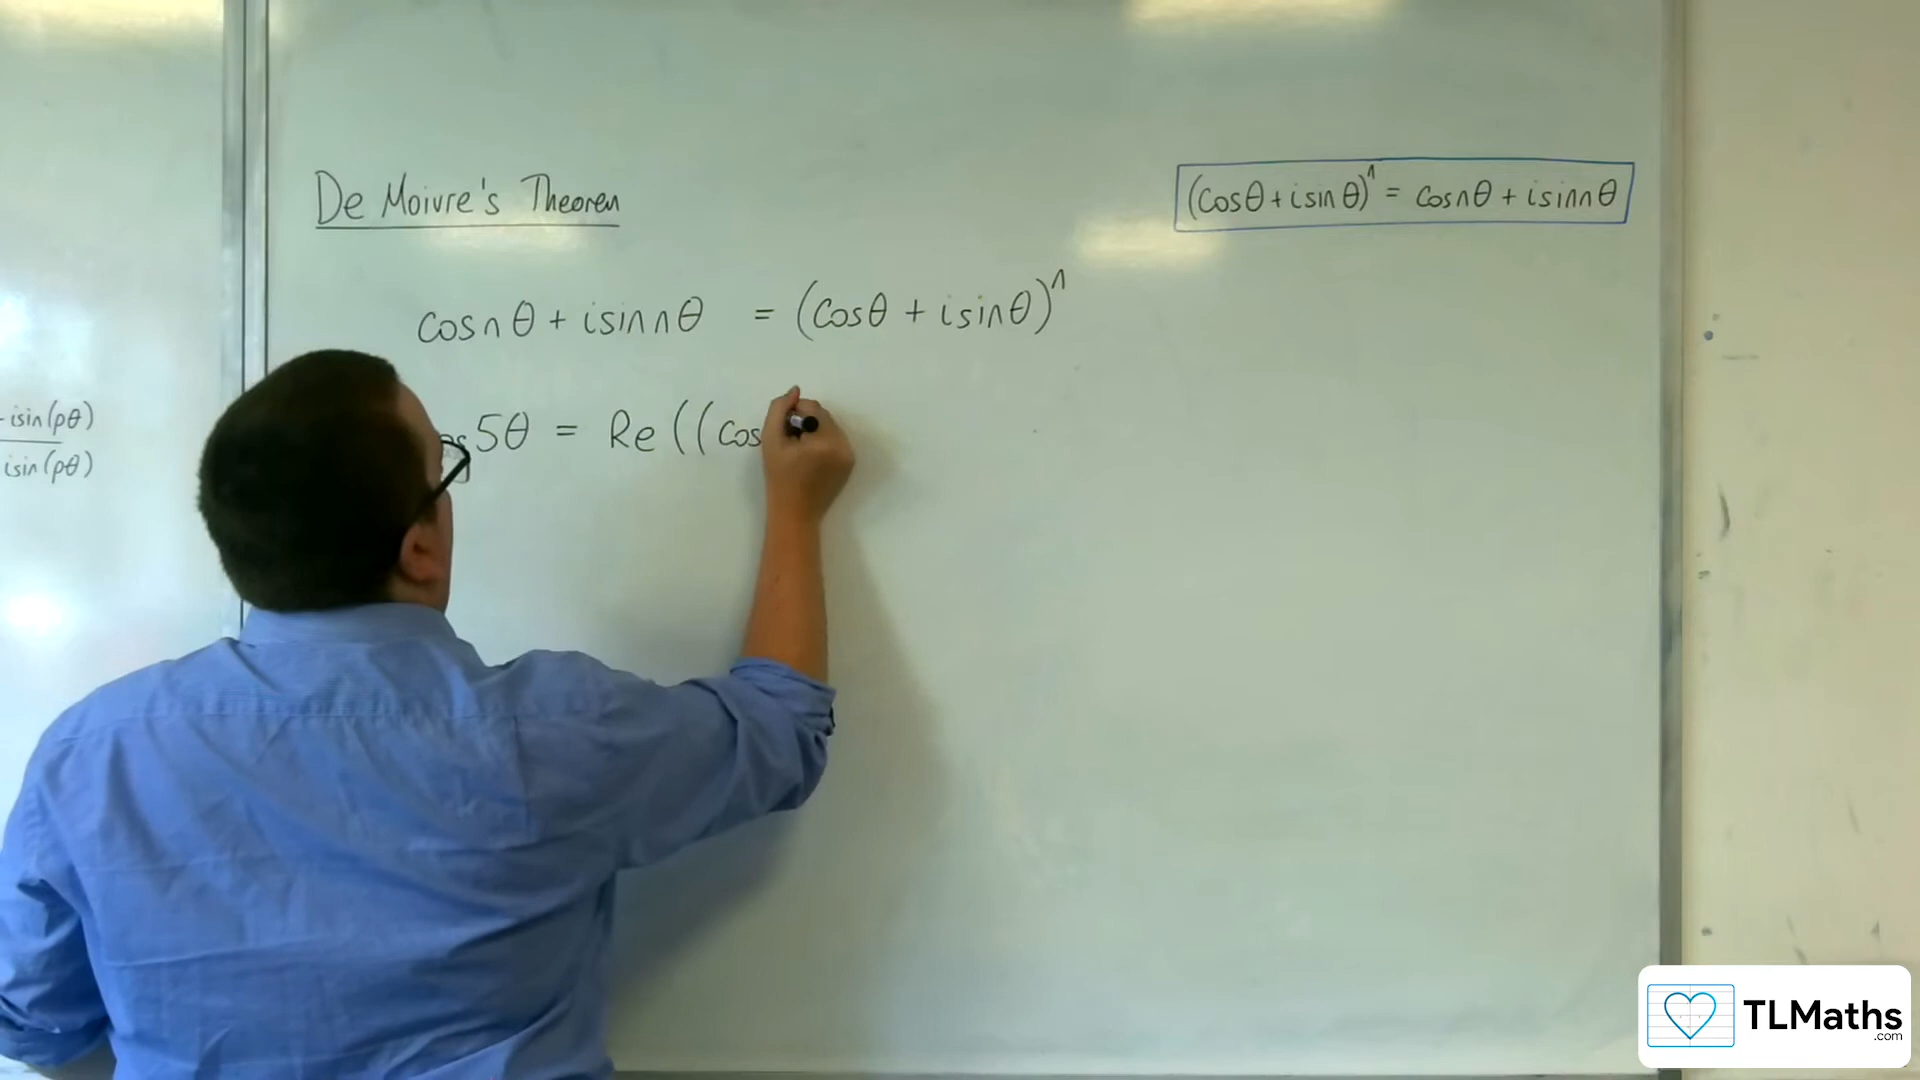 De Moivre's Theorem
(cosθ + isinθ)ⁿ = cosnθ + isinnθ
cosnθ + isinnθ = (cosθ + isinθ)ⁿ
5θ = Re((cos
isin(pθ)
isin(pθ)
TLMaths
.com